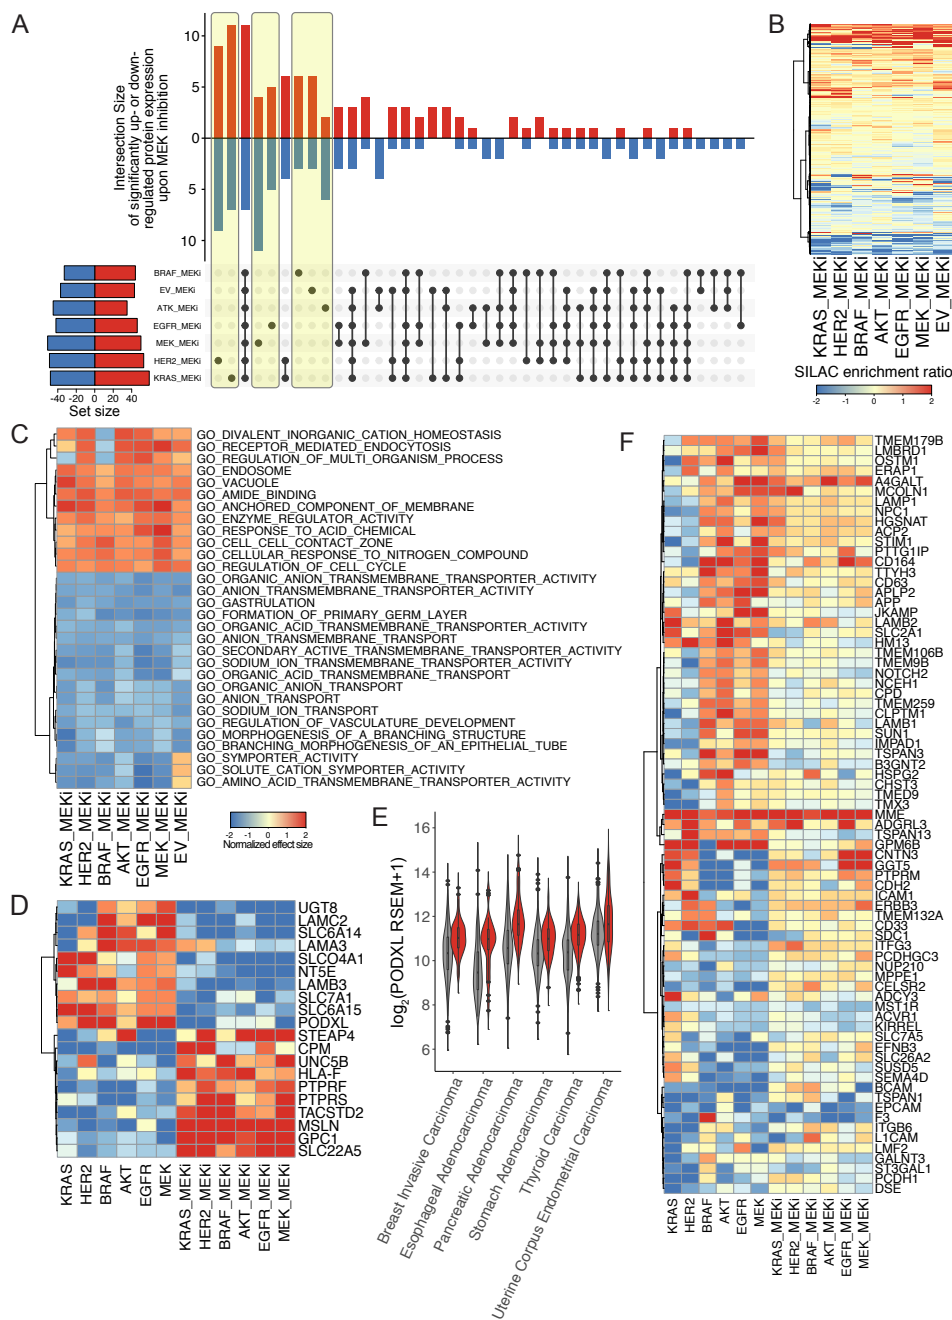 A
Intersection Size
of significantly up- or down-
regulated protein expression
upon MEK inhibition
10
5
0
5
10
BRAF_MEKi
EV_MEKi
ATK_MEKi
EGFR_MEKi
MEK_MEKi
HER2_MEKi
KRAS_MEKi
40 0 40
Set size
B
KRAS_MEKi
HER2_MEKi
BRAF_MEKi
AKT_MEKi
EGFR_MEKi
MEK_MEKi
EV_MEKi
SILAC enrichment ratio
-2 -1 0 1 2
C
GO_DIVALENT_INORGANIC_CATION_HOMEOSTASIS
GO_RECEPTOR_MEDIATED_ENDOCYTOSIS
GO_REGULATION_OF_MULTI_ORGANISM_PROCESS
GO_ENDOSOME
GO_VACUOLE
GO_AMIDE_BINDING
GO_ANCHORED_COMPONENT_OF_MEMBRANE
GO_ENZYME_REGULATOR_ACTIVITY
GO_RESPONSE_TO_ACID_CHEMICAL
GO_CELL_CELL_CONTACT_ZONE
GO_CELLULAR_RESPONSE_TO_NITROGEN_COMPOUND
GO_REGULATION_OF_CELL_CYCLE
GO_ORGANIC_ANION_TRANSMEMBRANE_TRANSPORTER_ACTIVITY
GO_ANION_TRANSMEMBRANE_TRANSPORTER_ACTIVITY
GO_GASTRULATION
GO_FORMATION_OF_PRIMARY_GERM_LAYER
GO_ORGANIC_ACID_TRANSMEMBRANE_TRANSPORTER_ACTIVITY
GO_ANION_TRANSMEMBRANE_TRANSPORT
GO_SECONDARY_ACTIVE_TRANSMEMBRANE_TRANSPORTER_ACTIVITY
GO_SODIUM_ION_TRANSMEMBRANE_TRANSPORTER_ACTIVITY
GO_ORGANIC_ACID_TRANSMEMBRANE_TRANSPORT
GO_ORGANIC_ANION_TRANSPORT
GO_ANION_TRANSPORT
GO_SODIUM_ION_TRANSPORT
GO_REGULATION_OF_VASCULATURE_DEVELOPMENT
GO_MORPHOGENESIS_OF_A_BRANCHING_STRUCTURE
GO_BRANCHING_MORPHOGENESIS_OF_AN_EPITHELIAL_TUBE
GO_SYMPORTER_ACTIVITY
GO_SOLUTE_CATION_SYMPORTER_ACTIVITY
GO_AMINO_ACID_TRANSMEMBRANE_TRANSPORTER_ACTIVITY
KRAS_MEKi
HER2_MEKi
BRAF_MEKi
AKT_MEKi
EGFR_MEKi
MEK_MEKi
EV_MEKi
-2 -1 0 1 2
Normalized effect size
D
UGT8
LAMC2
SLC6A14
LAMA3
SLCO4A1
NT5E
LAMB3
SLC7A1
SLC6A15
PODXL
STEAP4
CPM
UNC5B
HLA-F
PTPRF
PTPRS
TACSTD2
MSLN
GPC1
SLC22A5
KRAS
HER2
BRAF
AKT
EGFR
MEK
KRAS_MEKi
HER2_MEKi
BRAF_MEKi
AKT_MEKi
EGFR_MEKi
MEK_MEKi
E
log2(PODXL RSEM+1)
16
14
12
10
8
6
Breast Invasive Carcinoma
Esophageal Adenocarcinoma
Pancreatic Adenocarcinoma
Stomach Adenocarcinoma
Thyroid Carcinoma
Uterine Corpus Endometrial Carcinoma
F
TMEM179B
LMBRD1
OSTM1
ERAP1
A4GALT
MCOLN1
LAMP1
NPC1
HGSNAT
ACP2
STIM1
PTTG1IP
CD164
TTYH3
CD63
APLP2
APP
JKAMP
LAMB2
SLC2A1
HM13
TMEM106B
TMEM9B
NOTCH2
NCEH1
CPD
TMEM259
CLPTM1
LAMB1
SUN1
IMPAD1
TSPAN3
B3GNT2
HSPG2
CHST3
TMED9
TMX3
MME
ADGRL3
TSPAN13
GPM6B
CNTN3
GGT5
PTPRM
CDH2
ICAM1
ERBB3
TMEM132A
CD33
SDC1
ITFG3
PCDHGC3
NUP210
MPPE1
CELSR2
ADCY3
MST1R
ACVR1
KIRREL
SLC7A5
EFNB3
SLC26A2
SUSD5
SEMA4D
BCAM
TSPAN1
EPCAM
F3
ITGB6
L1CAM
LMF2
GALNT3
ST3GAL1
PCDH1
DSE
KRAS
HER2
BRAF
AKT
EGFR
MEK
KRAS_MEKi
HER2_MEKi
BRAF_MEKi
AKT_MEKi
EGFR_MEKi
MEK_MEKi